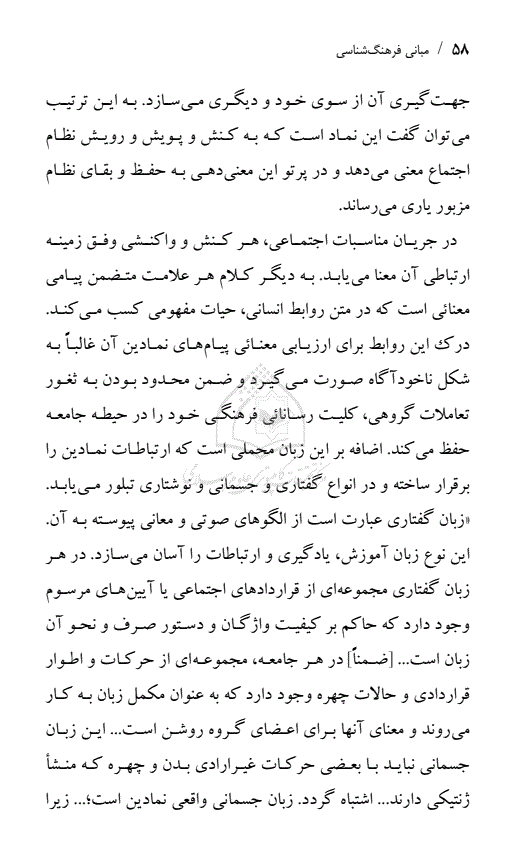 ۵۸ / مبانی فرهنگ‌شناسی
جهت‌گیری آن از سوی خود و دیگری می‌سازد. به این ترتیب
می‌توان گفت این نماد است که به کنش و پویش و رویش نظام
اجتماع معنی می‌دهد و در پرتو این معنی‌دهی به حفظ و بقای نظام
مزبور یاری می‌رساند.
در جریان مناسبات اجتماعی، هر کنش و واکنشی وفق زمینه
ارتباطی آن معنا می‌یابد. به دیگر کلام هر علامت متضمن پیامی
معنائی است که در متن روابط انسانی، حیات مفهومی کسب می‌کند.
درك این روابط برای ارزیابی معنائی پیام‌های نمادین آن غالباً به
شکل ناخودآگاه صورت می‌گیرد و ضمن محدود بودن به ثغور
تعاملات گروهی، کلیت رسانائی فرهنگی خود را در حیطه جامعه
حفظ می‌کند. اضافه بر این زبان محملی است که ارتباطات نمادین را
برقرار ساخته و در انواع گفتاری و جسمانی و نوشتاری تبلور می‌یابد.
«زبان گفتاری عبارت است از الگوهای صوتی و معانی پیوسته به آن.
این نوع زبان آموزش، یادگیری و ارتباطات را آسان می‌سازد. در هر
زبان گفتاری مجموعه‌ای از قراردادهای اجتماعی یا آیین‌های مرسوم
وجود دارد که حاکم بر کیفیت واژگان و دستور صرف و نحو آن
زبان است... [ضمناً] در هر جامعه، مجموعه‌ای از حرکات و اطوار
قراردادی و حالات چهره وجود دارد که به عنوان مکمل زبان به کار
می‌روند و معنای آنها برای اعضای گروه روشن است... این زبان
جسمانی نباید با بعضی حرکات غیرارادی بدن و چهره که منشأ
ژنتیکی دارند... اشتباه گردد. زبان جسمانی واقعی نمادین است؛... زیرا